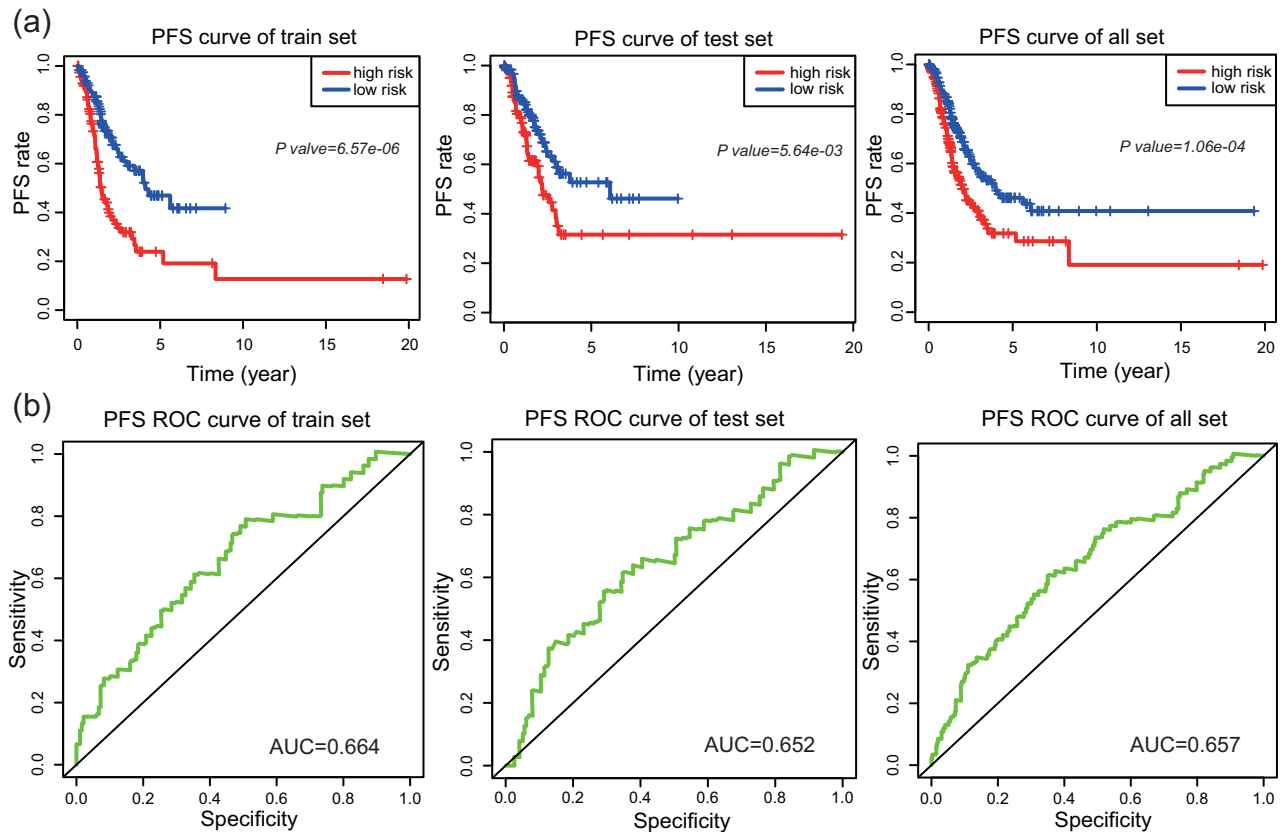 (a)
PFS curve of train set
PFS rate
1.0
0.8
0.6
0.4
0.2
0.0
high risk
low risk
P valve=6.57e-06
0 5 10 15 20
Time (year)
PFS curve of test set
PFS rate
1.0
0.8
0.6
0.4
0.2
0.0
high risk
low risk
P value=5.64e-03
0 5 10 15 20
Time (year)
PFS curve of all set
PFS rate
1.0
0.8
0.6
0.4
0.2
0.0
high risk
low risk
P value=1.06e-04
0 5 10 15 20
Time (year)
(b)
PFS ROC curve of train set
Sensitivity
1.0
0.8
0.6
0.4
0.2
0.0
AUC=0.664
0.0 0.2 0.4 0.6 0.8 1.0
Specificity
PFS ROC curve of test set
Sensitivity
1.0
0.8
0.6
0.4
0.2
0.0
AUC=0.652
0.0 0.2 0.4 0.6 0.8 1.0
Specificity
PFS ROC curve of all set
Sensitivity
1.0
0.8
0.6
0.4
0.2
0.0
AUC=0.657
0.0 0.2 0.4 0.6 0.8 1.0
Specificity